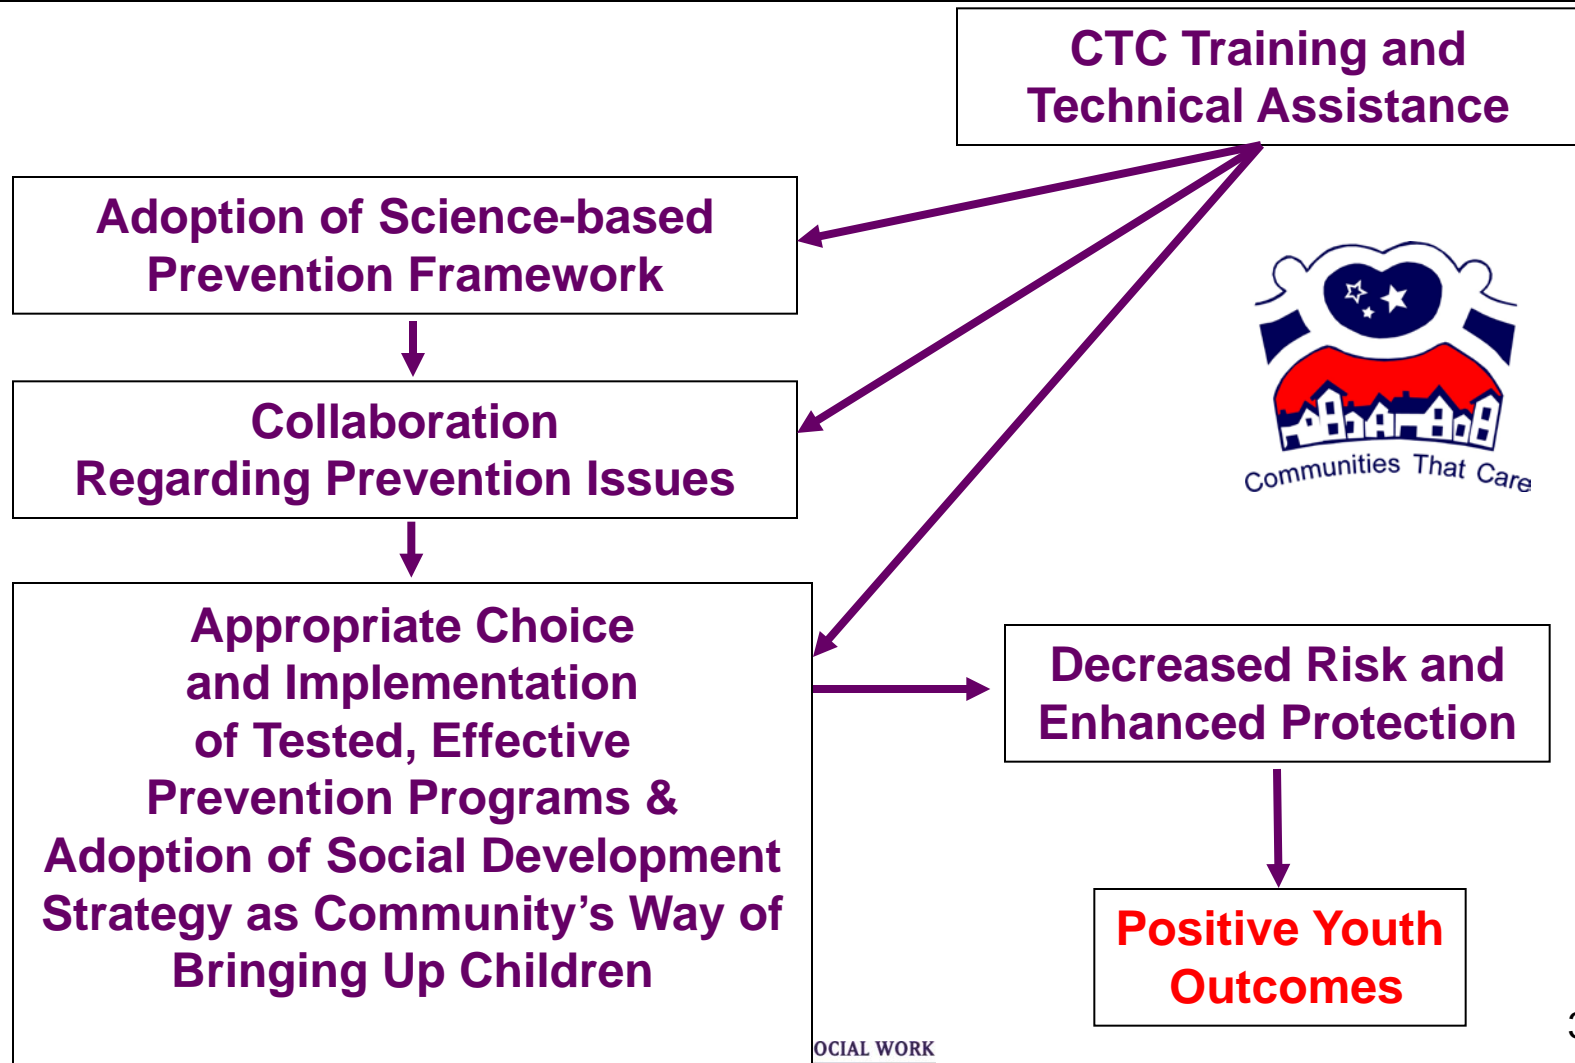 CTC Training and
Technical Assistance
Adoption of Science-based
Prevention Framework
Collaboration
Regarding Prevention Issues
Communities That Care
Appropriate Choice
and Implementation
of Tested, Effective
Prevention Programs &
Adoption of Social Development
Strategy as Community’s Way of
Bringing Up Children
Decreased Risk and
Enhanced Protection
Positive Youth
Outcomes
OCIAL WORK